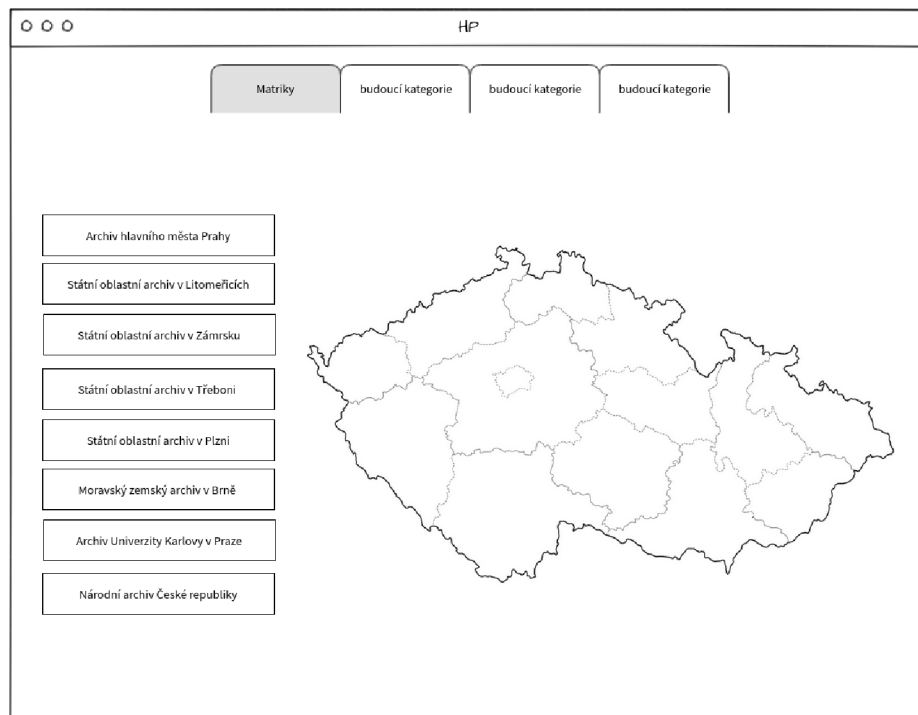 HP
Matriky
budoucí kategorie
budoucí kategorie
budoucí kategorie
Archiv hlavního města Prahy
Státní oblastní archiv v Litoměřicích
Státní oblastní archiv v Zámrsku
Státní oblastní archiv v Třeboni
Státní oblastní archiv v Plzni
Moravský zemský archiv v Brně
Archiv Univerzity Karlovy v Praze
Národní archiv České republiky